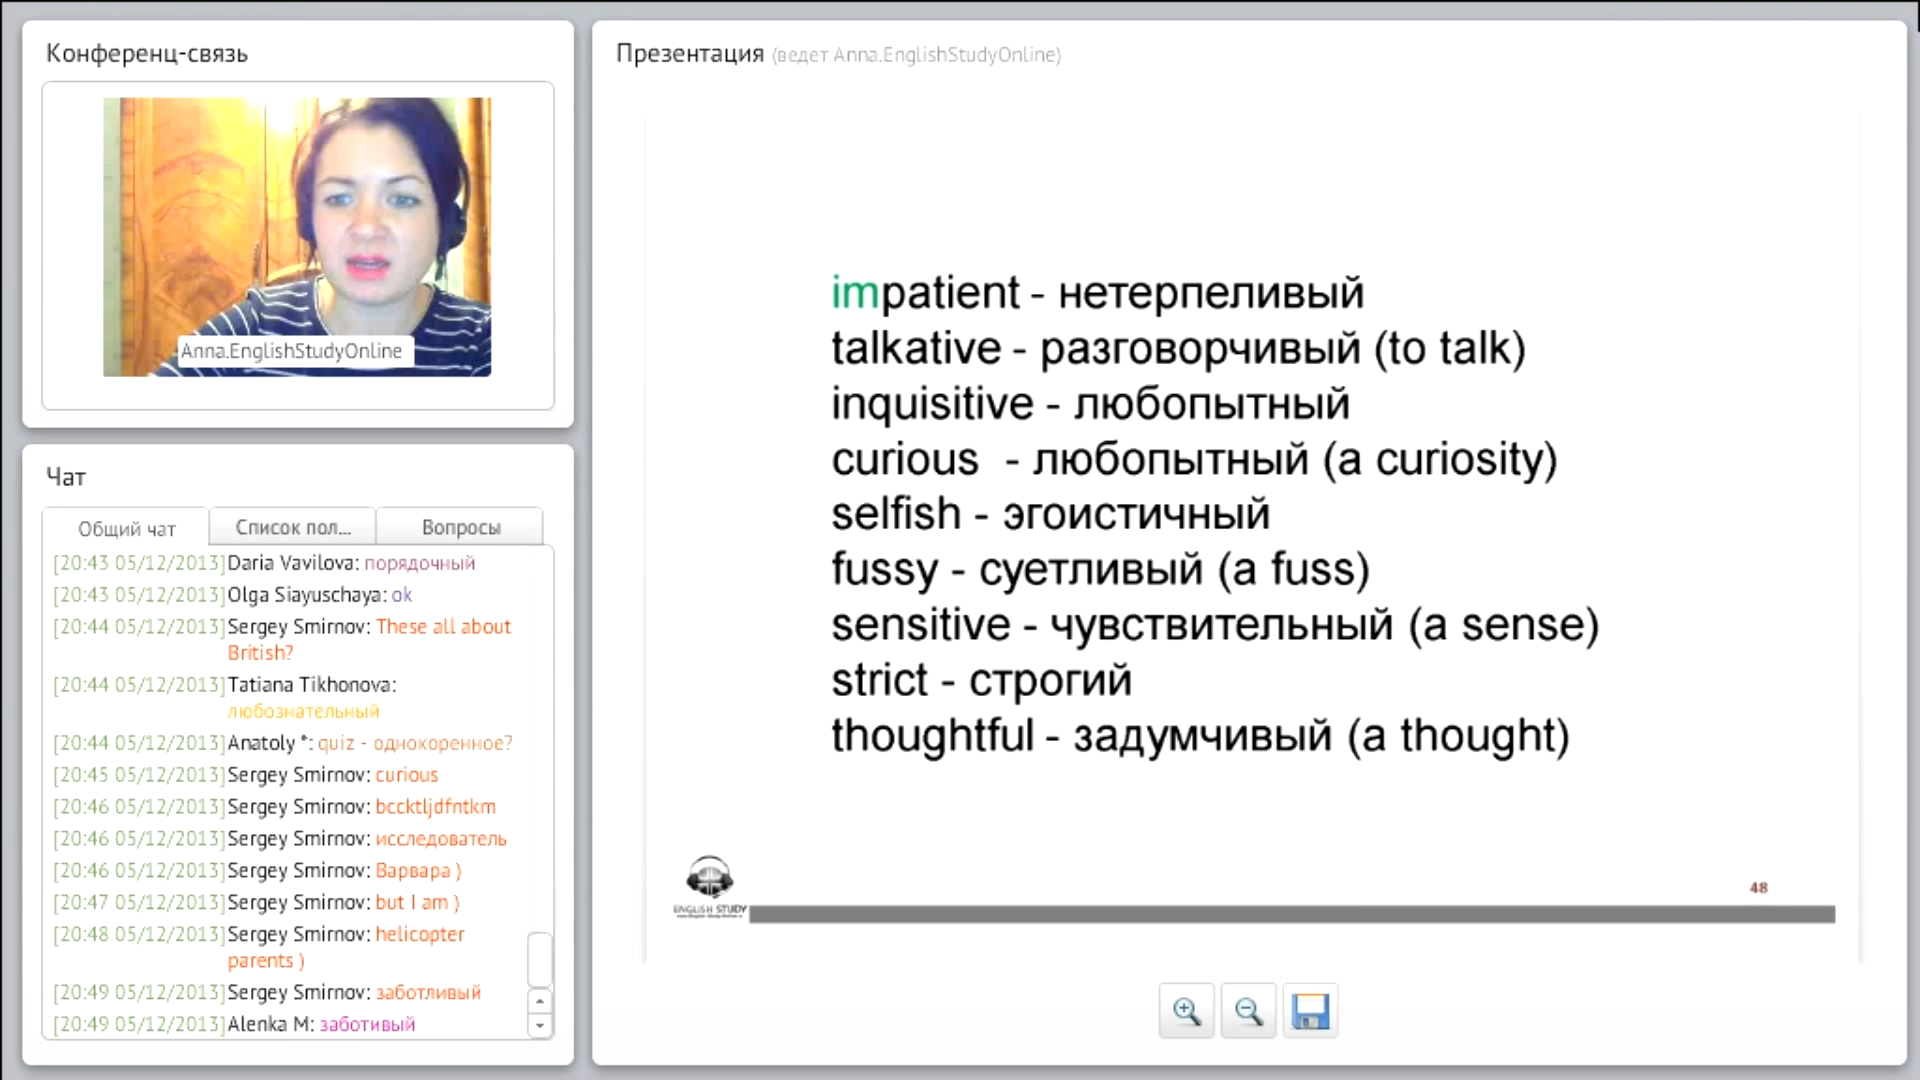 Конференц-связь
Anna.EnglishStudyOnline
Чат
Общий чат
Список пол...
Вопросы
[20:43 05/12/2013] Daria Vavilova: порядочный
[20:43 05/12/2013] Olga Siayuschaya: ok
[20:44 05/12/2013] Sergey Smirnov: These all about
British?
[20:44 05/12/2013] Tatiana Tikhonova:
любознательный
[20:44 05/12/2013] Anatoly *: quiz - однокоренное?
[20:45 05/12/2013] Sergey Smirnov: curious
[20:46 05/12/2013] Sergey Smirnov: bccktljdfntkm
[20:46 05/12/2013] Sergey Smirnov: исследователь
[20:46 05/12/2013] Sergey Smirnov: Варвара )
[20:47 05/12/2013] Sergey Smirnov: but I am )
[20:48 05/12/2013] Sergey Smirnov: helicopter
parents )
[20:49 05/12/2013] Sergey Smirnov: заботливый
[20:49 05/12/2013] Alenka M: заботивый
Презентация (ведет Anna.EnglishStudyOnline)
impatient - нетерпеливый
talkative - разговорчивый (to talk)
inquisitive - любопытный
curious - любопытный (a curiosity)
selfish - эгоистичный
fussy - суетливый (a fuss)
sensitive - чувствительный (a sense)
strict - строгий
thoughtful - задумчивый (a thought)
ENGLISH STUDY
48